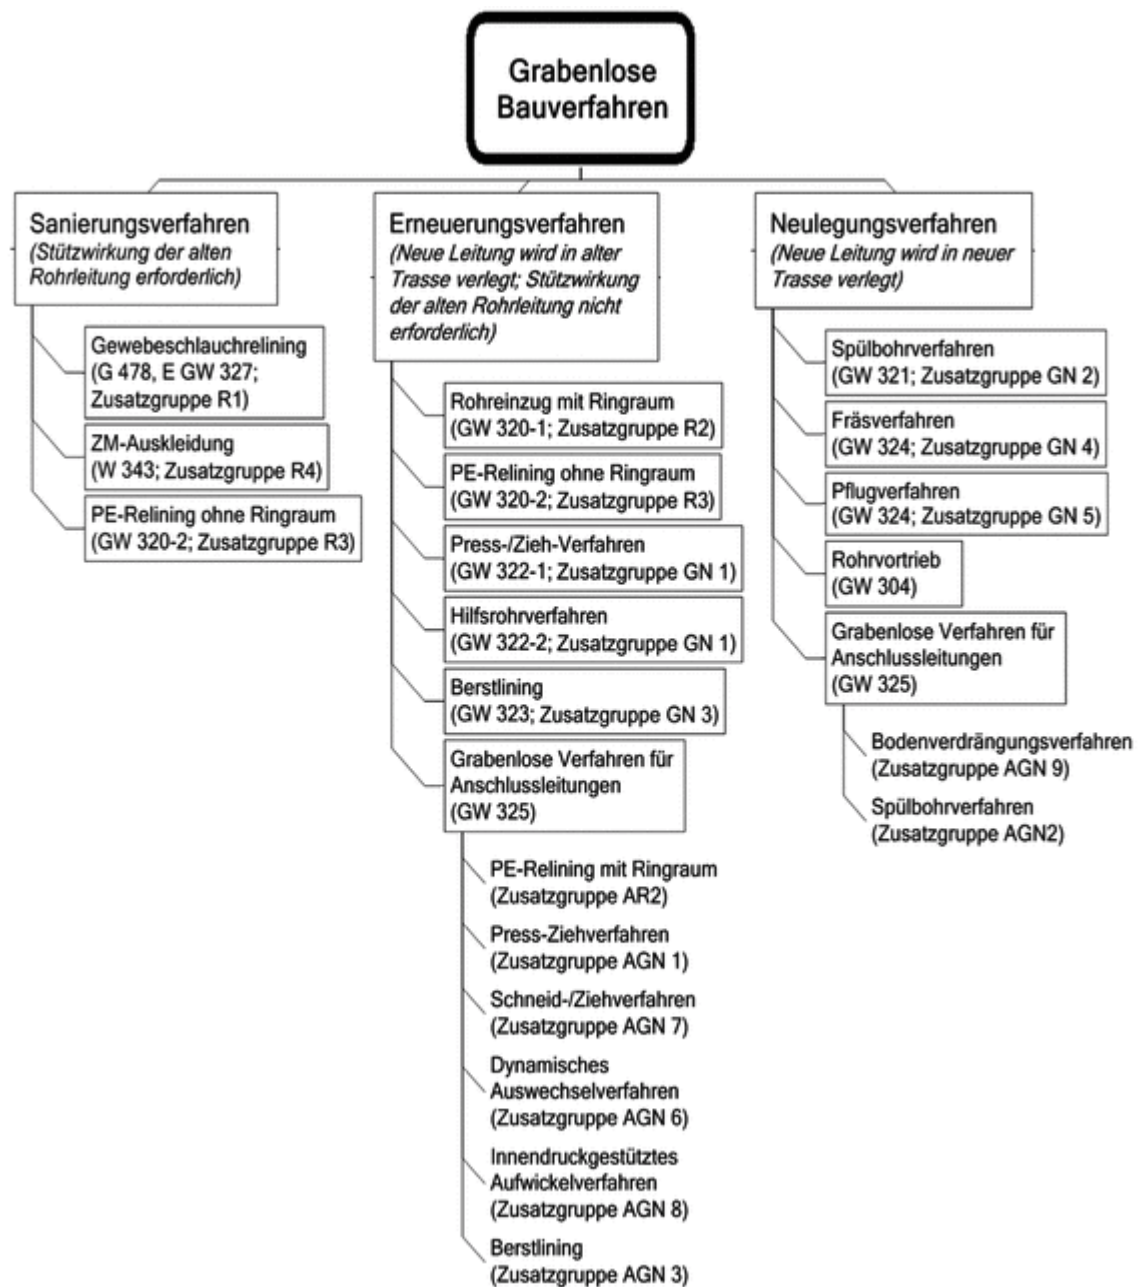 Grabenlose
Bauverfahren
Sanierungsverfahren
(Stützwirkung der alten
Rohrleitung erforderlich)
Gewebeschlauchrelining
(G 478, E GW 327;
Zusatzgruppe R1)
ZM-Auskleidung
(W 343; Zusatzgruppe R4)
PE-Relining ohne Ringraum
(GW 320-2; Zusatzgruppe R3)
Erneuerungsverfahren
(Neue Leitung wird in alter
Trasse verlegt; Stützwirkung
der alten Rohrleitung nicht
erforderlich)
Rohreinzug mit Ringraum
(GW 320-1; Zusatzgruppe R2)
PE-Relining ohne Ringraum
(GW 320-2; Zusatzgruppe R3)
Press-/Zieh-Verfahren
(GW 322-1; Zusatzgruppe GN 1)
Hilfsrohrverfahren
(GW 322-2; Zusatzgruppe GN 1)
Berstlining
(GW 323; Zusatzgruppe GN 3)
Grabenlose Verfahren für
Anschlussleitungen
(GW 325)
PE-Relining mit Ringraum
(Zusatzgruppe AR2)
Press-Ziehverfahren
(Zusatzgruppe AGN 1)
Schneid-/Ziehverfahren
(Zusatzgruppe AGN 7)
Dynamisches
Auswechselverfahren
(Zusatzgruppe AGN 6)
Innendruckgestütztes
Aufwickelverfahren
(Zusatzgruppe AGN 8)
Berstlining
(Zusatzgruppe AGN 3)
Neulegungsverfahren
(Neue Leitung wird in neuer
Trasse verlegt)
Spülbohrverfahren
(GW 321; Zusatzgruppe GN 2)
Fräsverfahren
(GW 324; Zusatzgruppe GN 4)
Pflugverfahren
(GW 324; Zusatzgruppe GN 5)
Rohrvortrieb
(GW 304)
Grabenlose Verfahren für
Anschlussleitungen
(GW 325)
Bodenverdrängungsverfahren
(Zusatzgruppe AGN 9)
Spülbohrverfahren
(Zusatzgruppe AGN2)